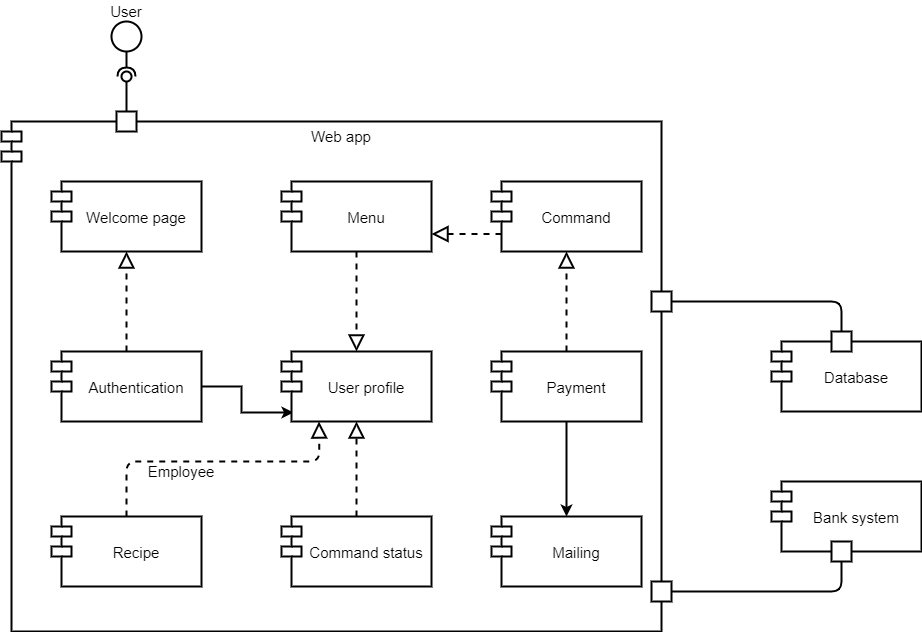 User
Web app
Welcome page
Menu
Command
Authentication
User profile
Payment
Database
Employee
Recipe
Command status
Mailing
Bank system